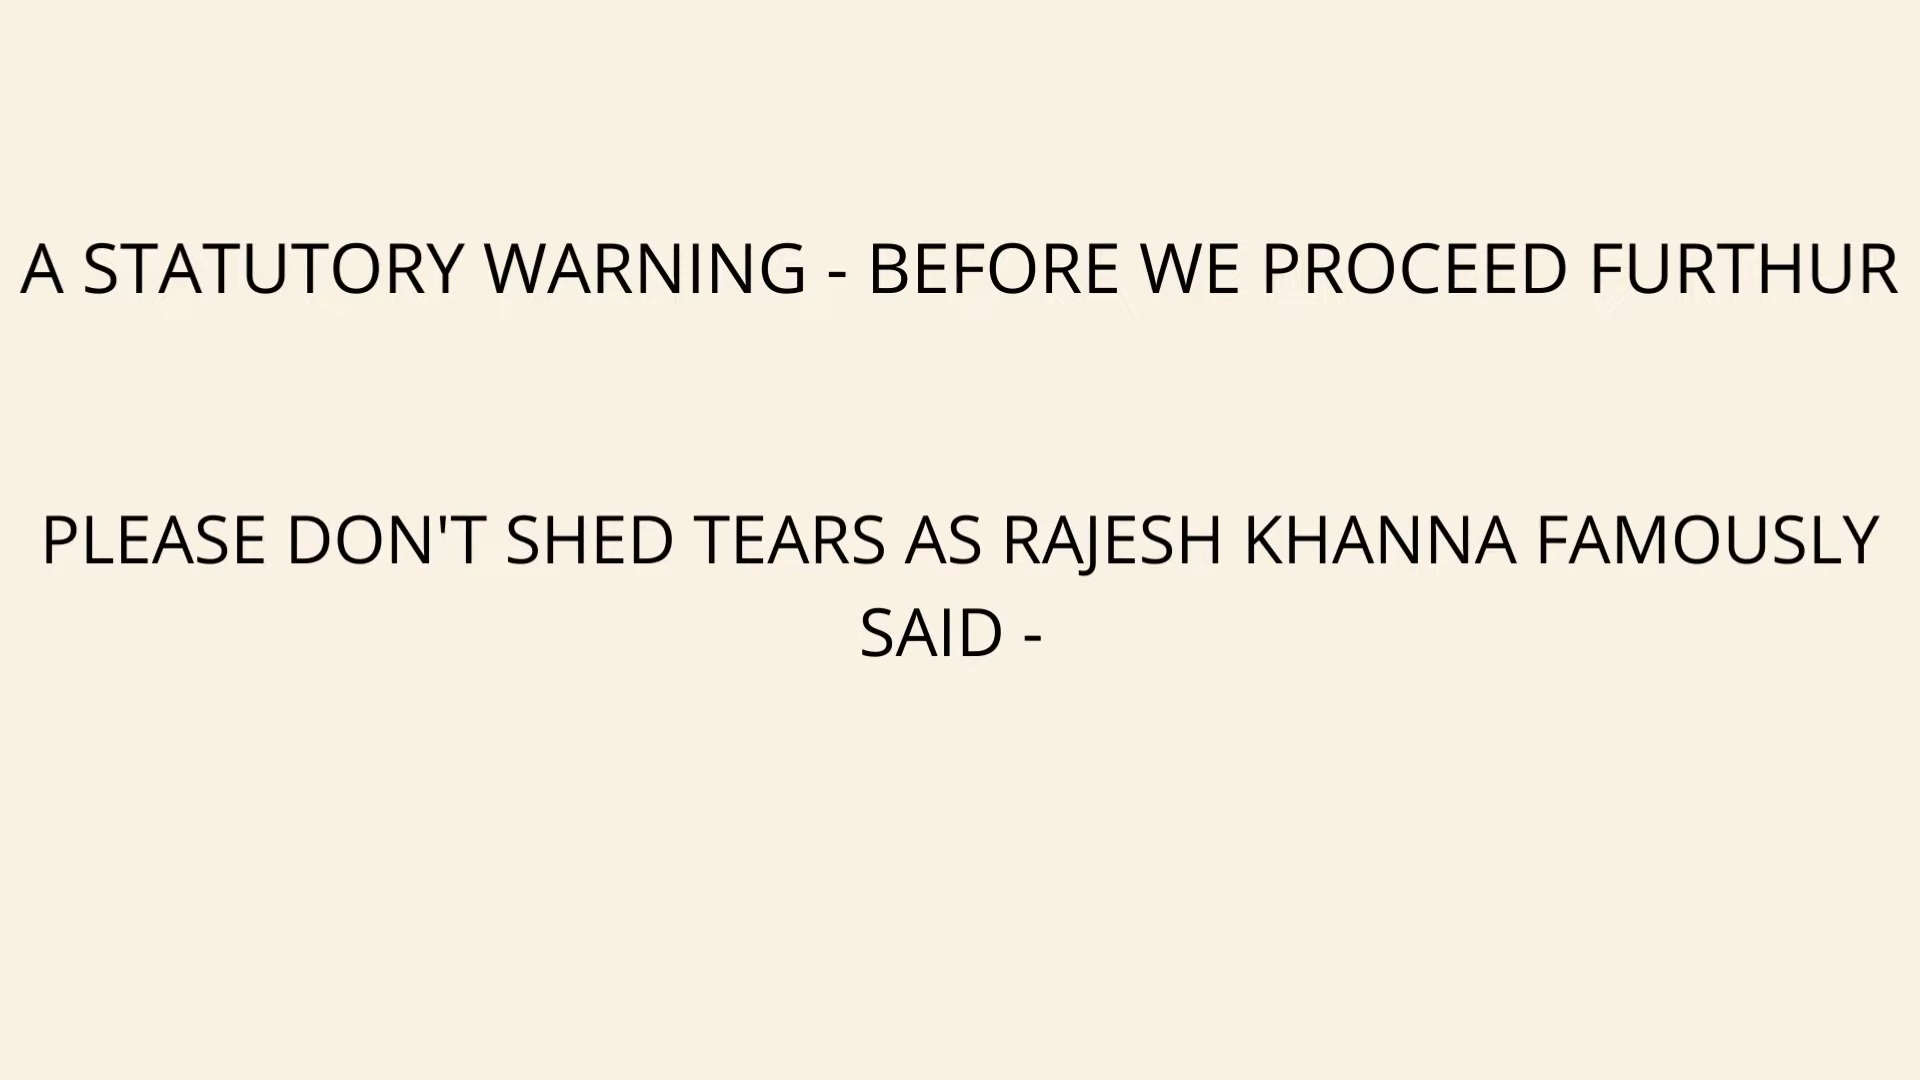 A STATUTORY WARNING - BEFORE WE PROCEED FURTHUR
PLEASE DON'T SHED TEARS AS RAJESH KHANNA FAMOUSLY
SAID -